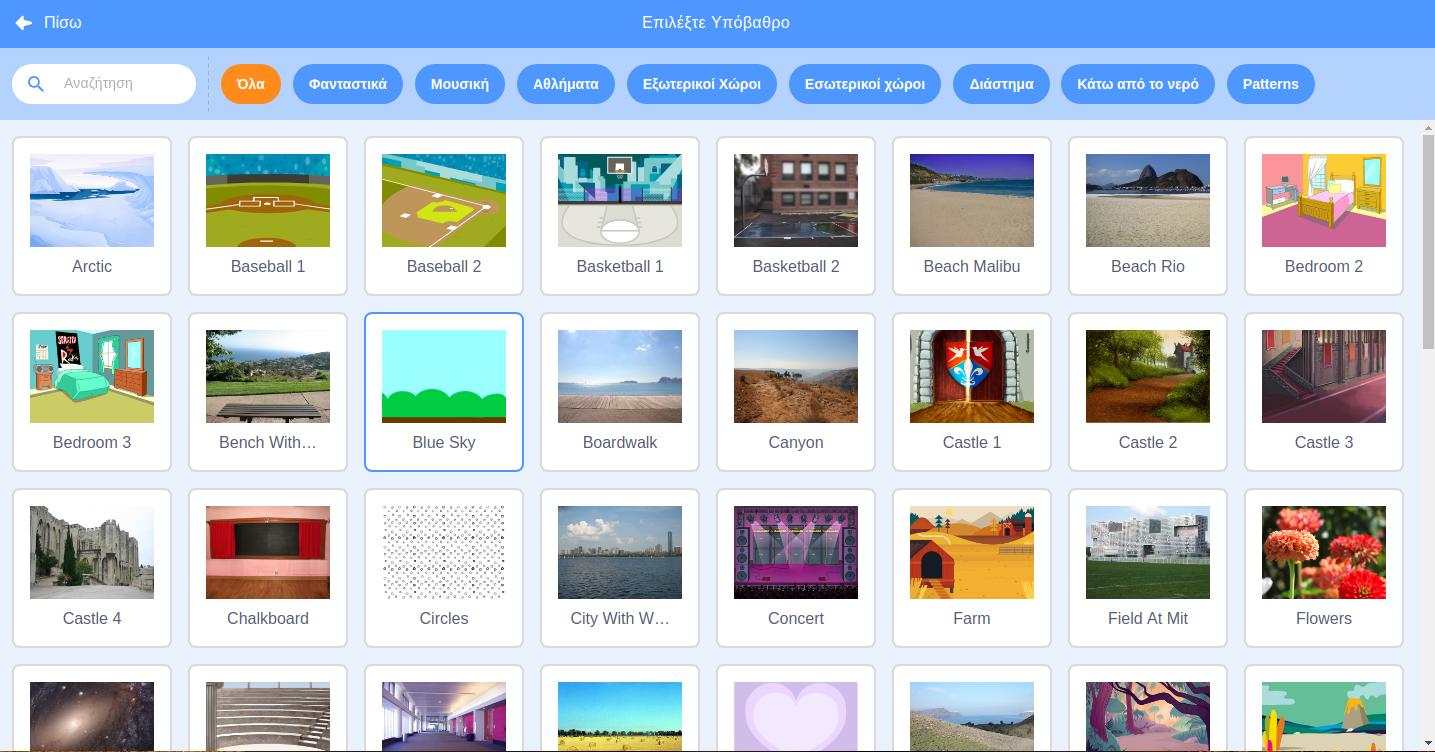 Πίσω
Επιλέξτε Υπόβαθρο
Αναζήτηση
Όλα
Φανταστικά
Μουσική
Αθλήματα
Εξωτερικοί Χώροι
Εσωτερικοί χώροι
Διάστημα
Κάτω από το νερό
Patterns
Arctic
Baseball 1
Baseball 2
Basketball 1
Basketball 2
Beach Malibu
Beach Rio
Bedroom 2
Bedroom 3
Bench With…
Blue Sky
Boardwalk
Canyon
Castle 1
Castle 2
Castle 3
Castle 4
Chalkboard
Circles
City With W…
Concert
Farm
Field At Mit
Flowers